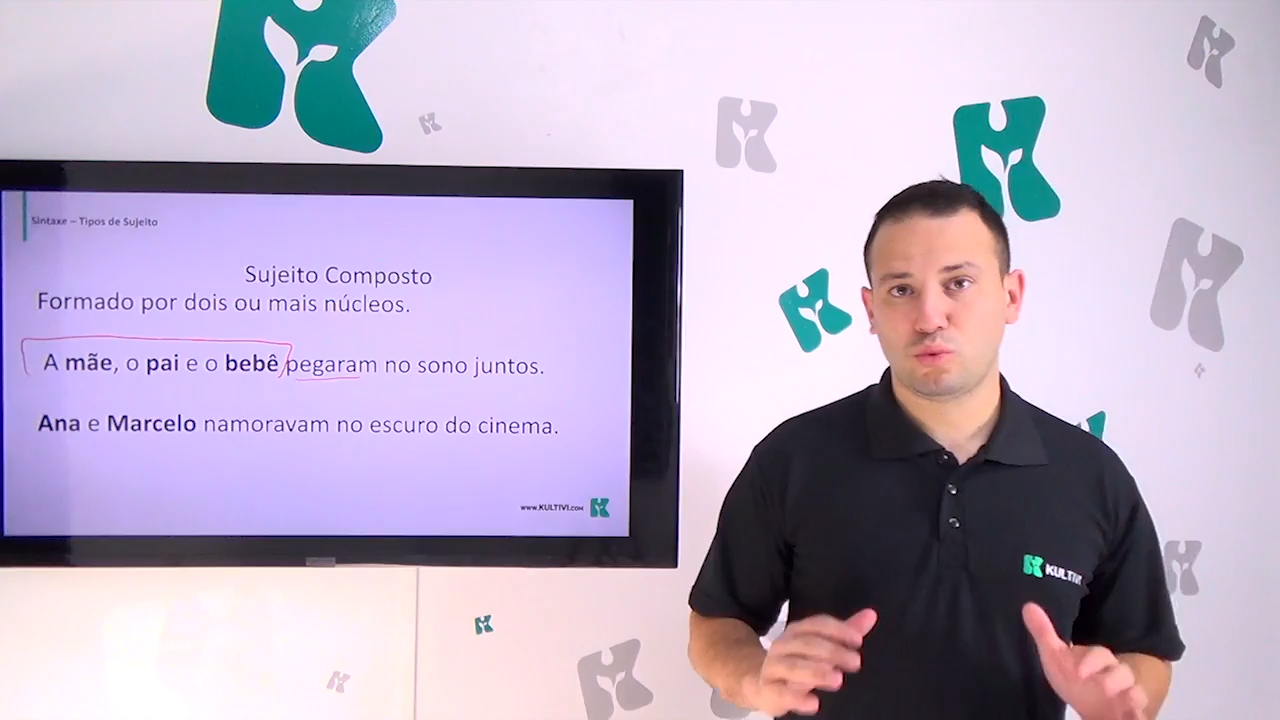 Sintaxe – Tipos de Sujeito
Sujeito Composto
Formado por dois ou mais núcleos.
A mãe, o pai e o bebê pegaram no sono juntos.
Ana e Marcelo namoravam no escuro do cinema.
www.KULTIVI.com
KULTIVI